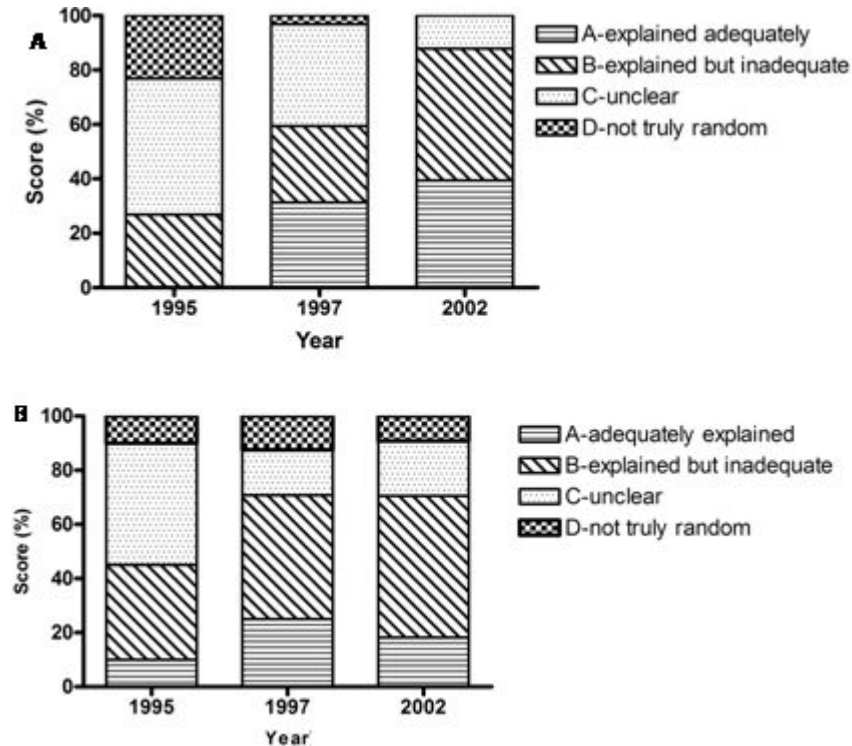 A
100
80
60
40
20
0
Score (%)
1995
1997
2002
Year
A-explained adequately
B-explained but inadequate
C-unclear
D-not truly random
B
100
80
60
40
20
0
Score (%)
1995
1997
2002
Year
A-adequately explained
B-explained but inadequate
C-unclear
D-not truly random